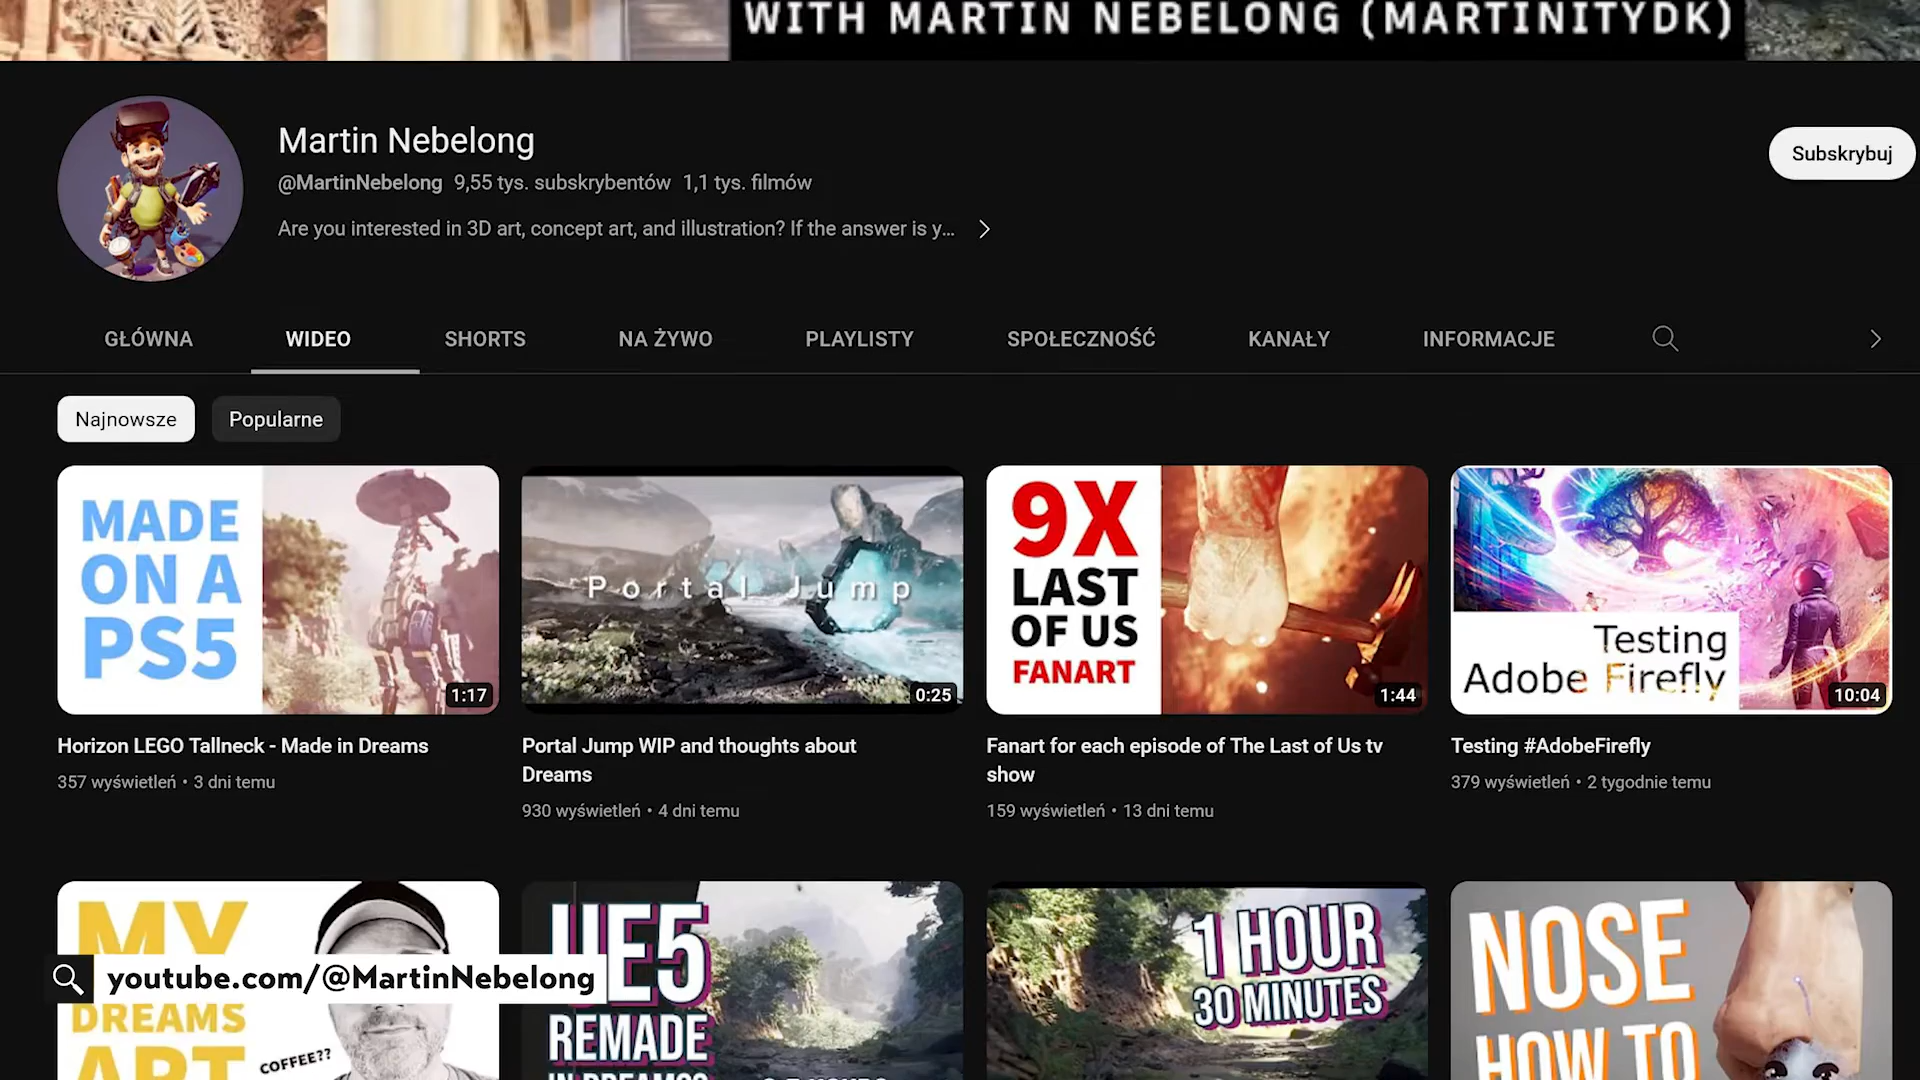 WITH MARTIN NEBELONG (MARTINITYDK)
Martin Nebelong
@MartinNebelong 9,55 tys. subskrybentów 1,1 tys. filmów
Are you interested in 3D art, concept art, and illustration? If the answer is y...
Subskrybuj
GŁÓWNA WIDEO SHORTS NA ŻYWO PLAYLISTY SPOŁECZNOŚĆ KANAŁY INFORMACJE
Najnowsze Popularne
MADE
ON A
PS5
1:17
Portal Jump
0:25
9X
LAST
OF US
FANART
1:44
Testing
Adobe Firefly
10:04
Horizon LEGO Tallneck - Made in Dreams
357 wyświetleń • 3 dni temu
Portal Jump WIP and thoughts about
Dreams
930 wyświetleń • 4 dni temu
Fanart for each episode of The Last of Us tv
show
159 wyświetleń • 13 dni temu
Testing #AdobeFirefly
379 wyświetleń • 2 tygodnie temu
MY
DREAMS
ART
COFFEE??
youtube.com/@MartinNebelong
UE5
REMADE
IN DREAMS?
1 HOUR
30 MINUTES
NOSE
HOW TO